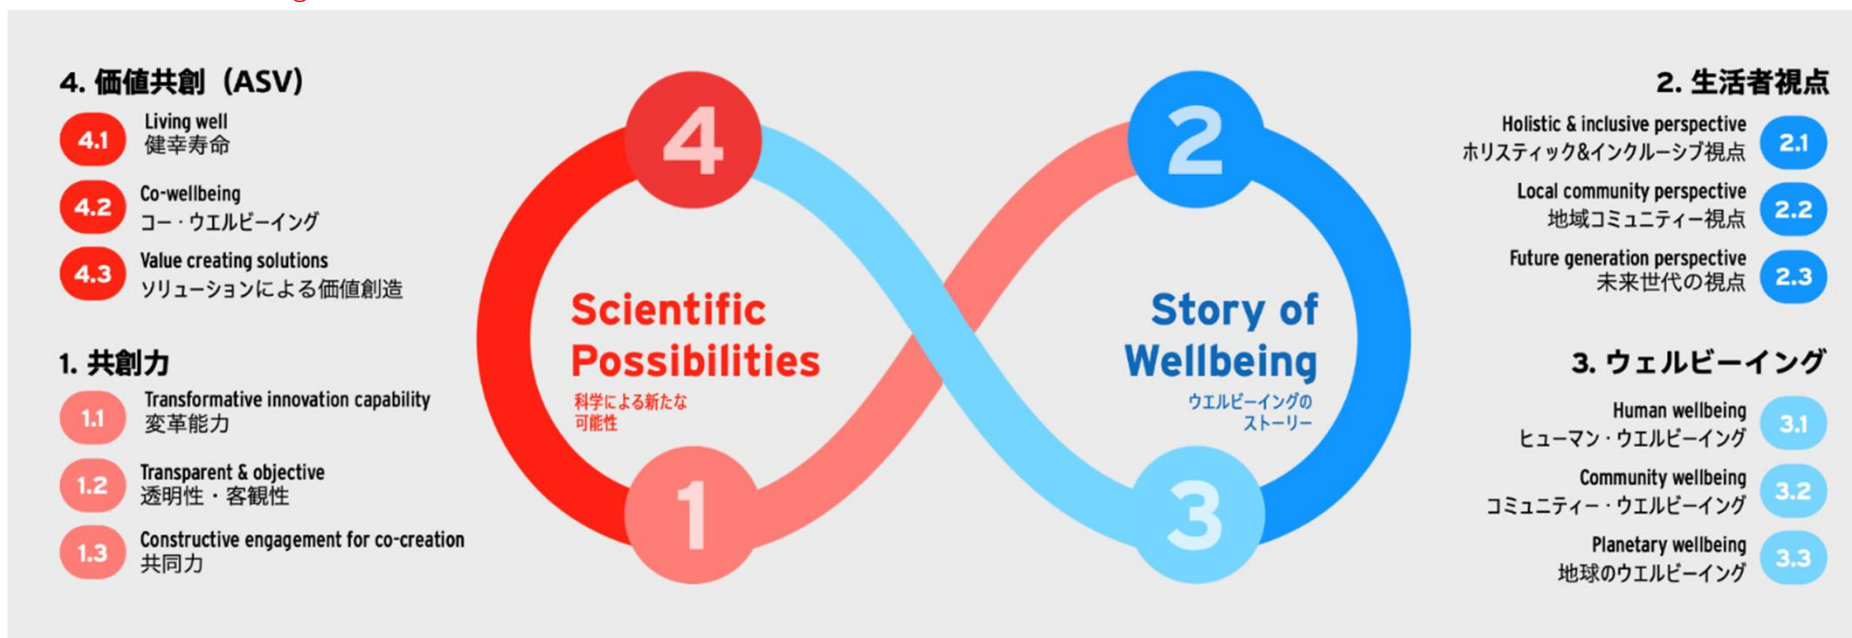 4. 価値共創（ASV）
4.1
Living well
健幸寿命
4.2
Co-wellbeing
コー・ウエルビーイング
4.3
Value creating solutions
ソリューションによる価値創造
1. 共創力
1.1
Transformative innovation capability
変革能力
1.2
Transparent & objective
透明性・客観性
1.3
Constructive engagement for co-creation
共同力
4
2
Scientific
Possibilities
科学による新たな
可能性
Story of
Wellbeing
ウエルビーイングの
ストーリー
1
3
2. 生活者視点
Holistic & inclusive perspective
ホリスティック&インクルーシブ視点
2.1
Local community perspective
地域コミュニティー視点
2.2
Future generation perspective
未来世代の視点
2.3
3. ウェルビーイング
Human wellbeing
ヒューマン・ウエルビーイング
3.1
Community wellbeing
コミュニティー・ウエルビーイング
3.2
Planetary wellbeing
地球のウエルビーイング
3.3